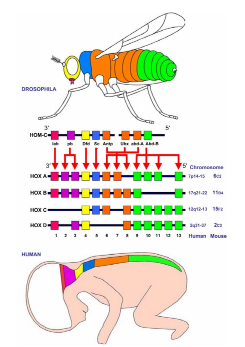 DROSOPHILA
3' 5'
HOM-C
lab pb Dfd Sc Antp Ubx abd-A Abd-B
3' 5' Chromosome
HOX A 7p14-15 6C3
HOX B 17q21-22 11D4
HOX C 12q12-13 15F2
HOX D 2q31-37 2C3
1 2 3 4 5 6 7 8 9 10 11 12 13 Human Mouse
HUMAN